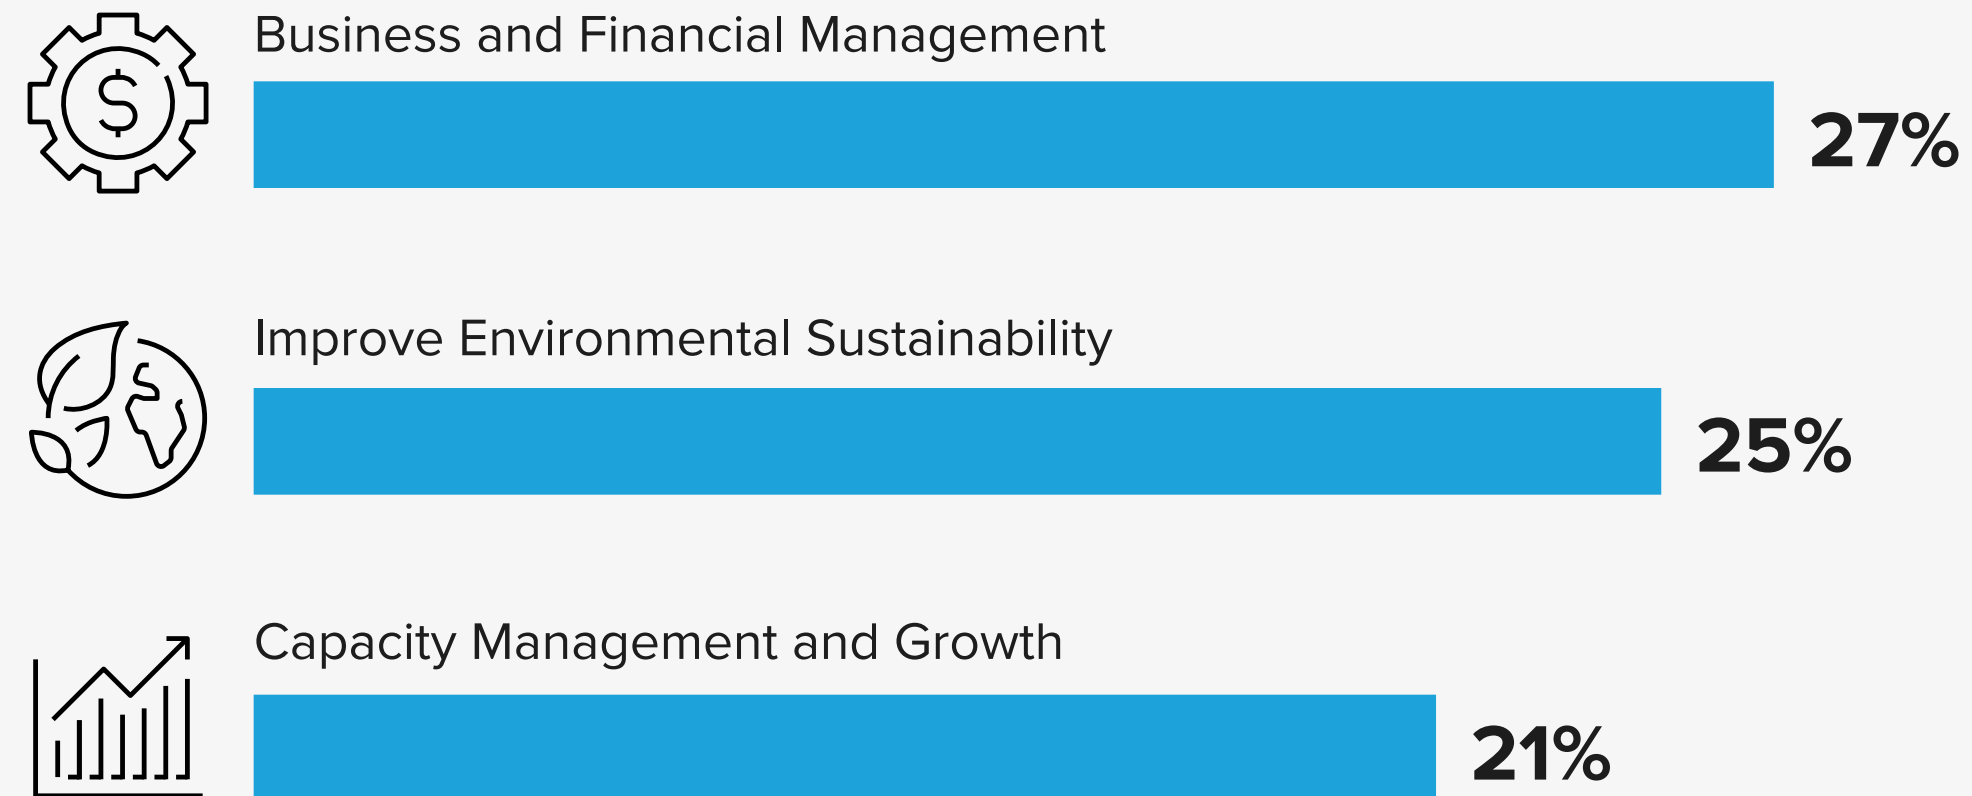 Business and Financial Management
27%
Improve Environmental Sustainability
25%
Capacity Management and Growth
21%